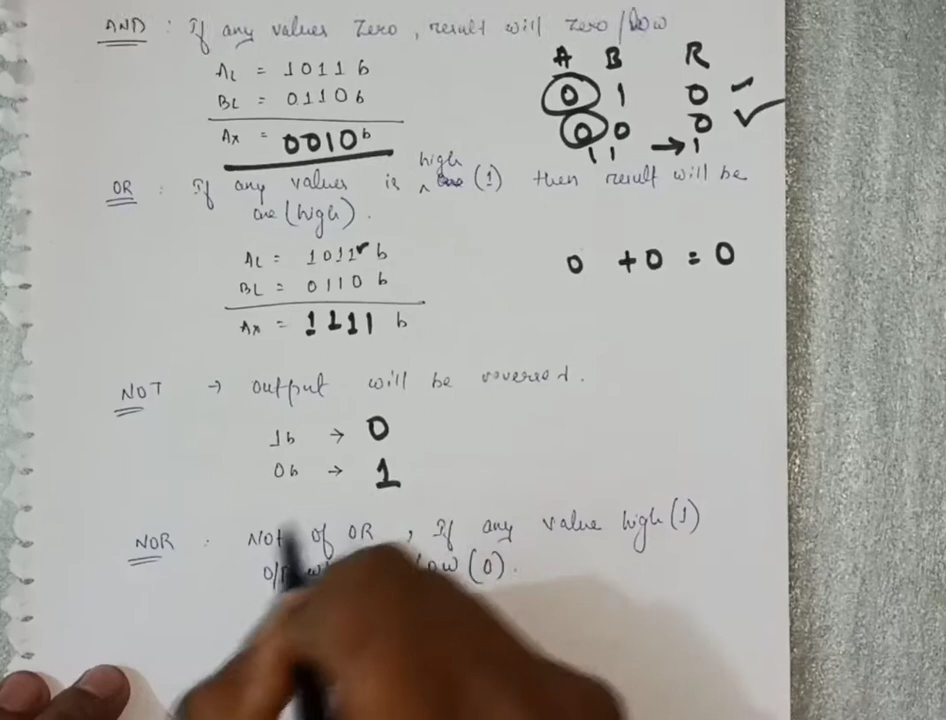 AND : If any values Zero, result will zero/low
AL = 1011 b
BL = 0110 b
AX = 0010 b
A B R
0 1 0
0 0 0
1 1 → 1
OR : If any values is high (1) then result will be
one (high).
AL = 1011 b
BL = 0110 b
AX = 1111 b
0 + 0 = 0
NOT → output will be reversed.
1b → 0
0b → 1
NOR : Not of OR, If any value high (1)
(0).